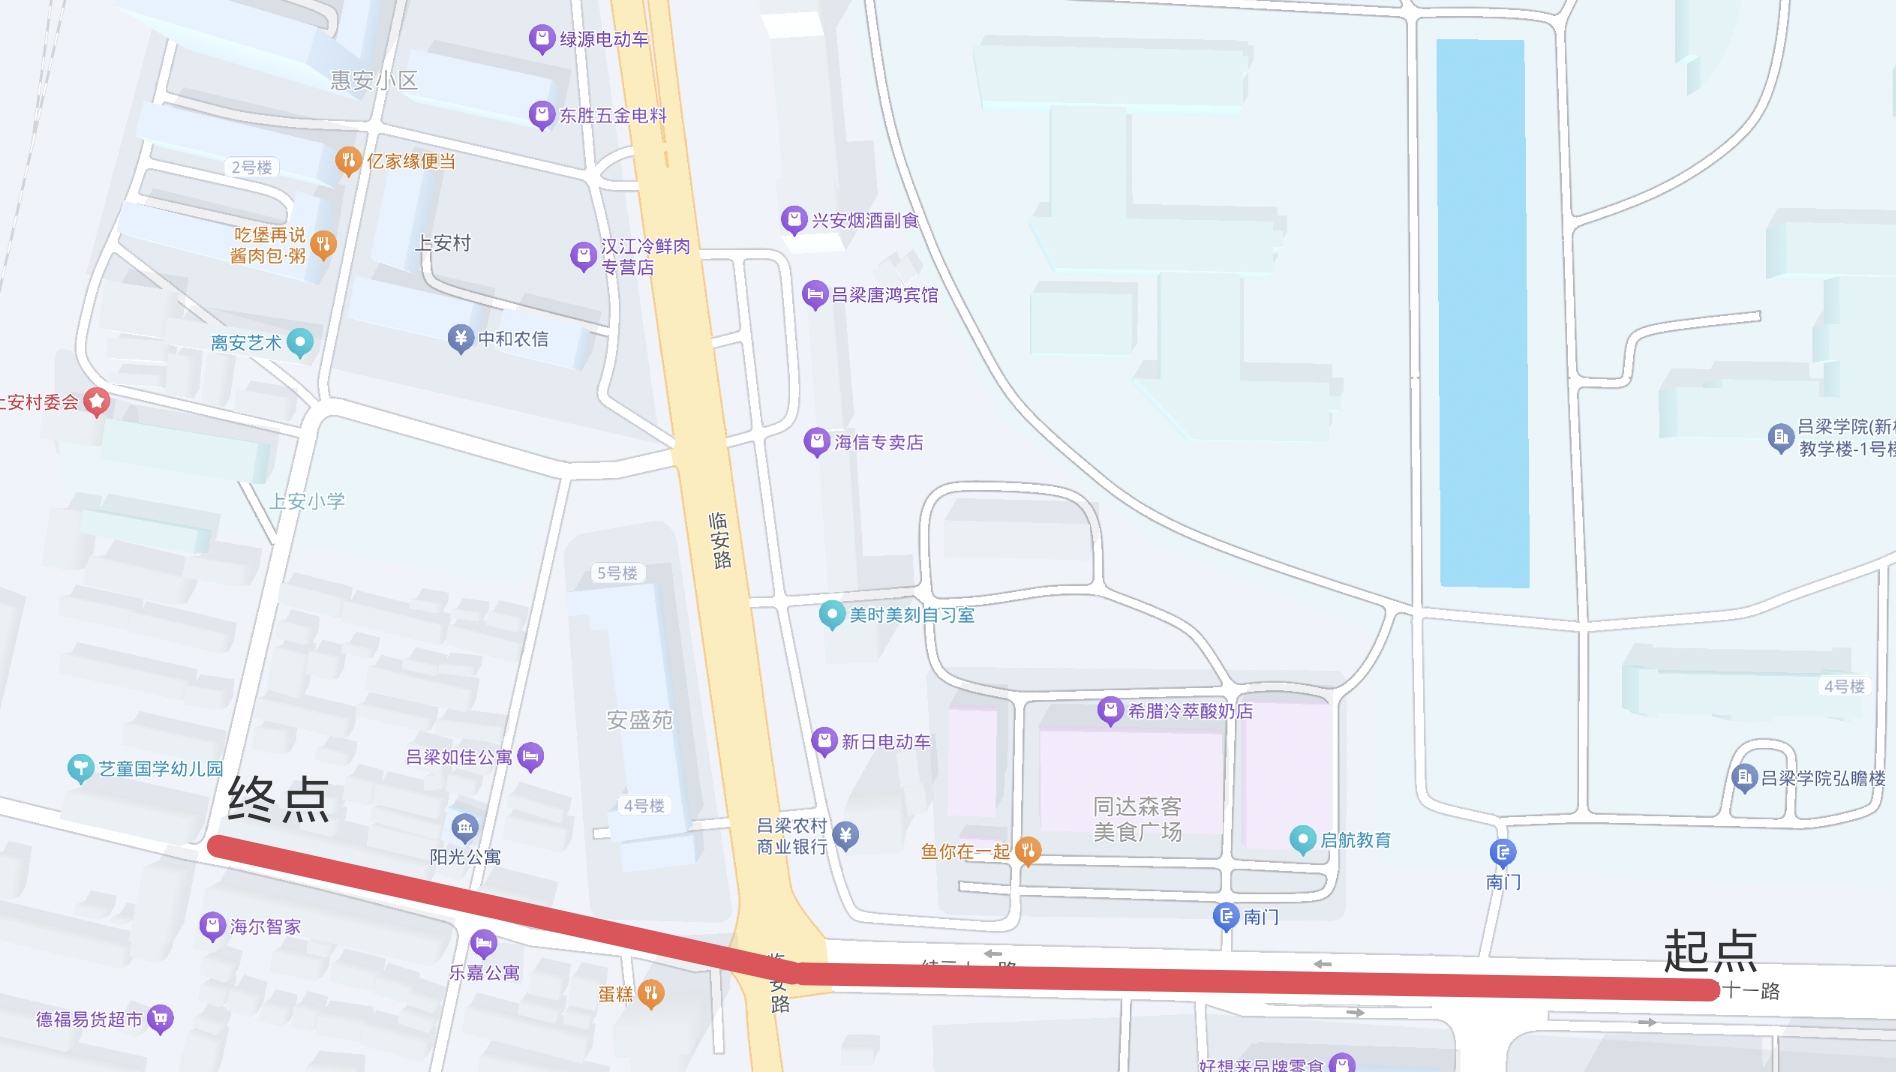 绿源电动车
惠安小区
东胜五金电料
2号楼
亿家缘便当
兴安烟酒副食
吃堡再说
酱肉包·粥
上安村
汉江冷鲜肉
专营店
吕梁唐鸿宾馆
离安艺术
中和农信
上安村委会
海信专卖店
吕梁学院(新校
教学楼-1号楼
上安小学
临安路
5号楼
美时美刻自习室
安盛苑
4号楼
希腊冷萃酸奶店
新日电动车
吕梁如佳公寓
艺童国学幼儿园
终点
吕梁学院弘瞻楼
4号楼
同达森客
美食广场
吕梁农村
商业银行
阳光公寓
鱼你在一起
启航教育
南门
南门
海尔智家
乐嘉公寓
起点
蛋糕
临安路
十一路
德福易货超市
好想来品牌零食